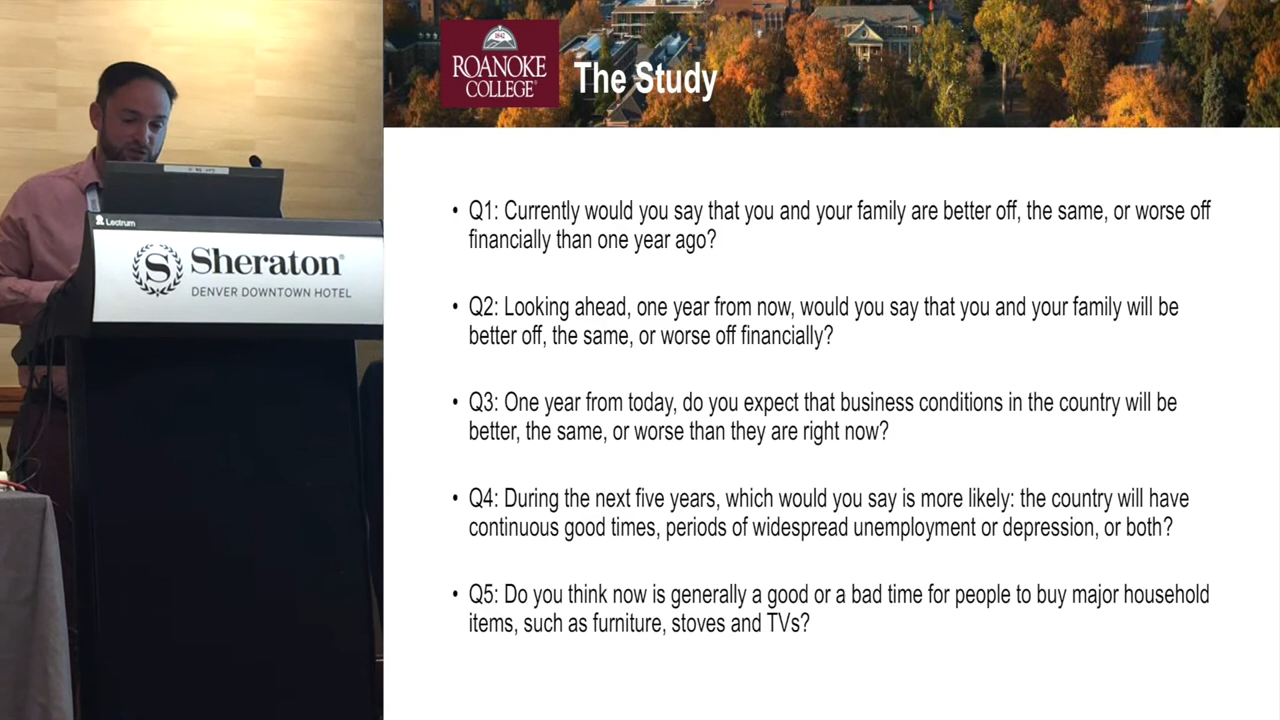 Lectrum
S
Sheraton
DENVER DOWNTOWN HOTEL
1842
ROANOKE
COLLEGE
The Study
• Q1: Currently would you say that you and your family are better off, the same, or worse off
financially than one year ago?
• Q2: Looking ahead, one year from now, would you say that you and your family will be
better off, the same, or worse off financially?
• Q3: One year from today, do you expect that business conditions in the country will be
better, the same, or worse than they are right now?
• Q4: During the next five years, which would you say is more likely: the country will have
continuous good times, periods of widespread unemployment or depression, or both?
• Q5: Do you think now is generally a good or a bad time for people to buy major household
items, such as furniture, stoves and TVs?